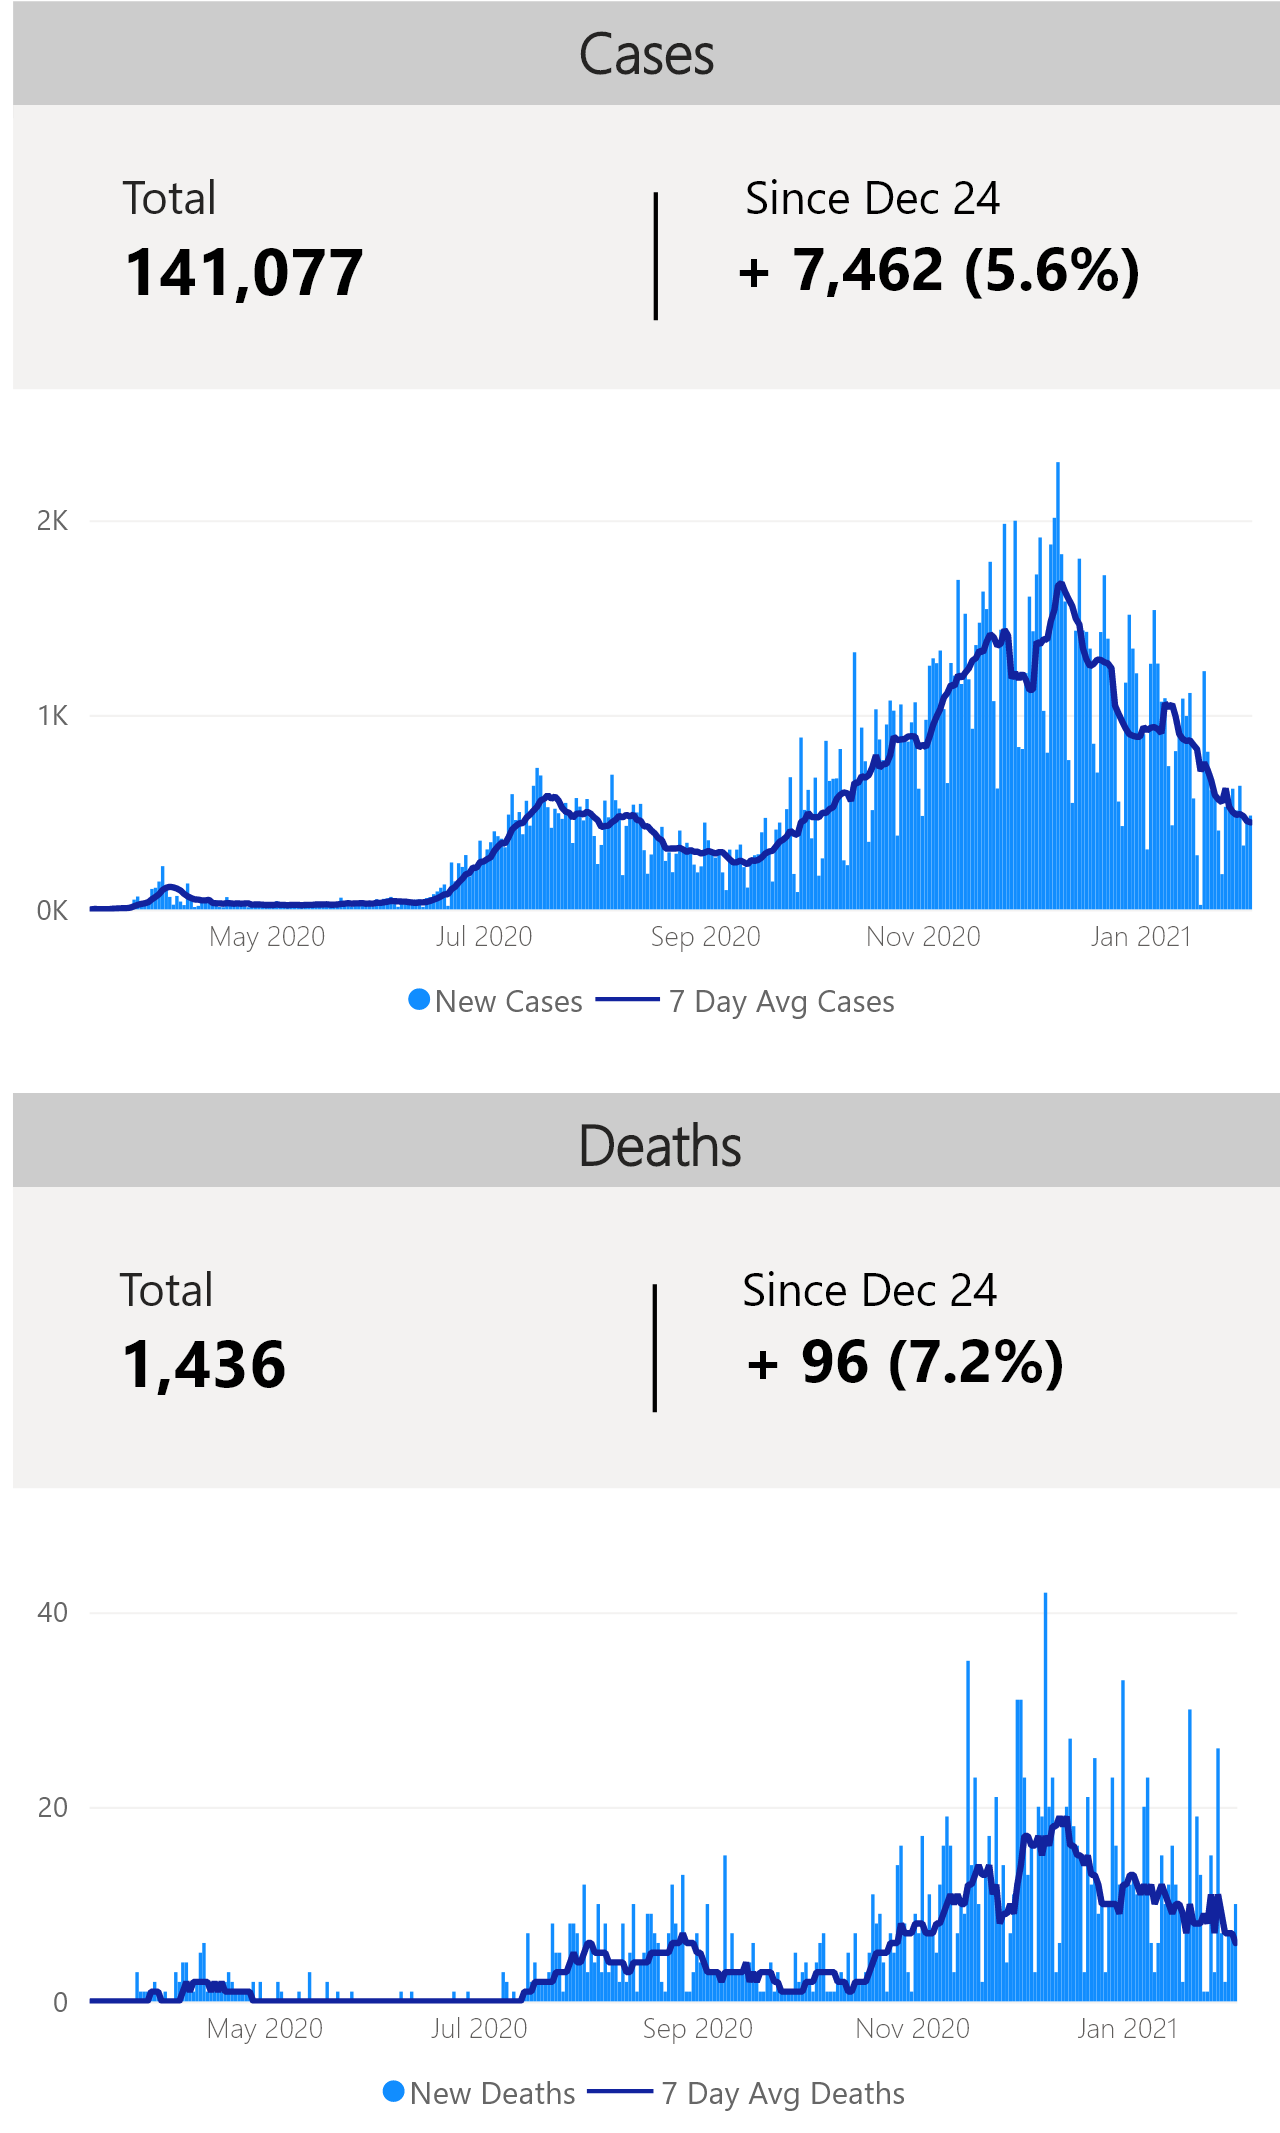 Cases
Total
Since Dec 24
141,077
+ 7,462 (5.6%)
2K
1K
0K
May 2020
Jul 2020
Sep 2020
Nov 2020
Jan 2021
New Cases
7 Day Avg Cases
Deaths
Total
Since Dec 24
1,436
+ 96 (7.2%)
40
20
0
May 2020
Jul 2020
Sep 2020
Nov 2020
Jan 2021
New Deaths
7 Day Avg Deaths